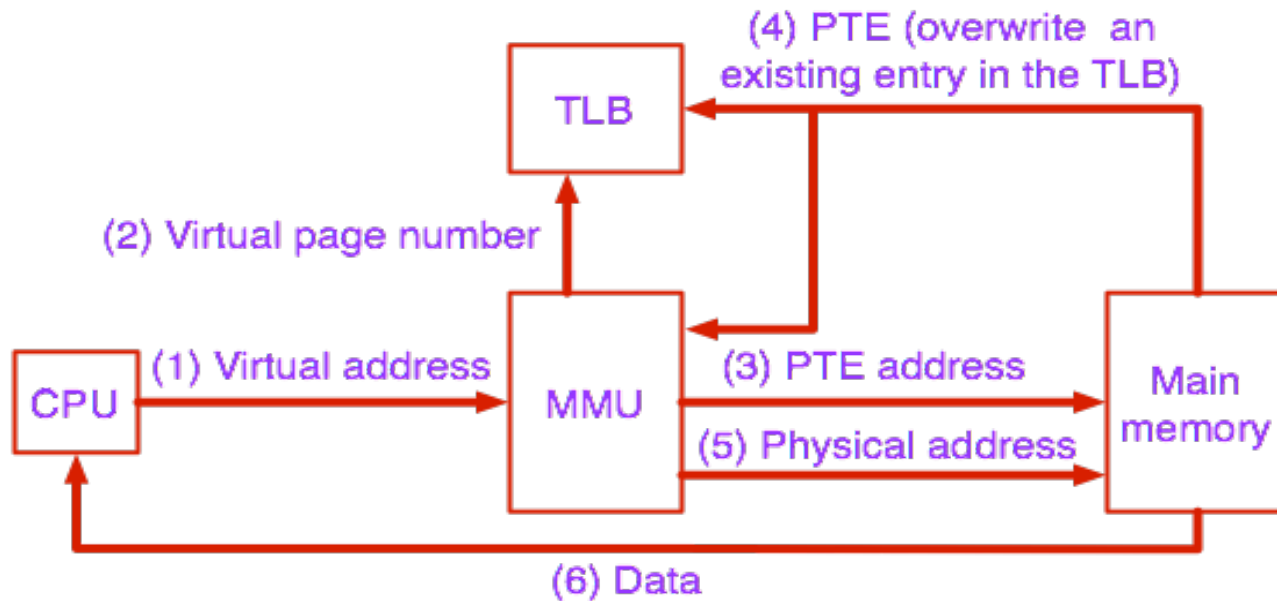 (4) PTE (overwrite an
existing entry in the TLB)
TLB
(2) Virtual page number
(1) Virtual address
(3) PTE address
CPU
MMU
Main
memory
(5) Physical address
(6) Data